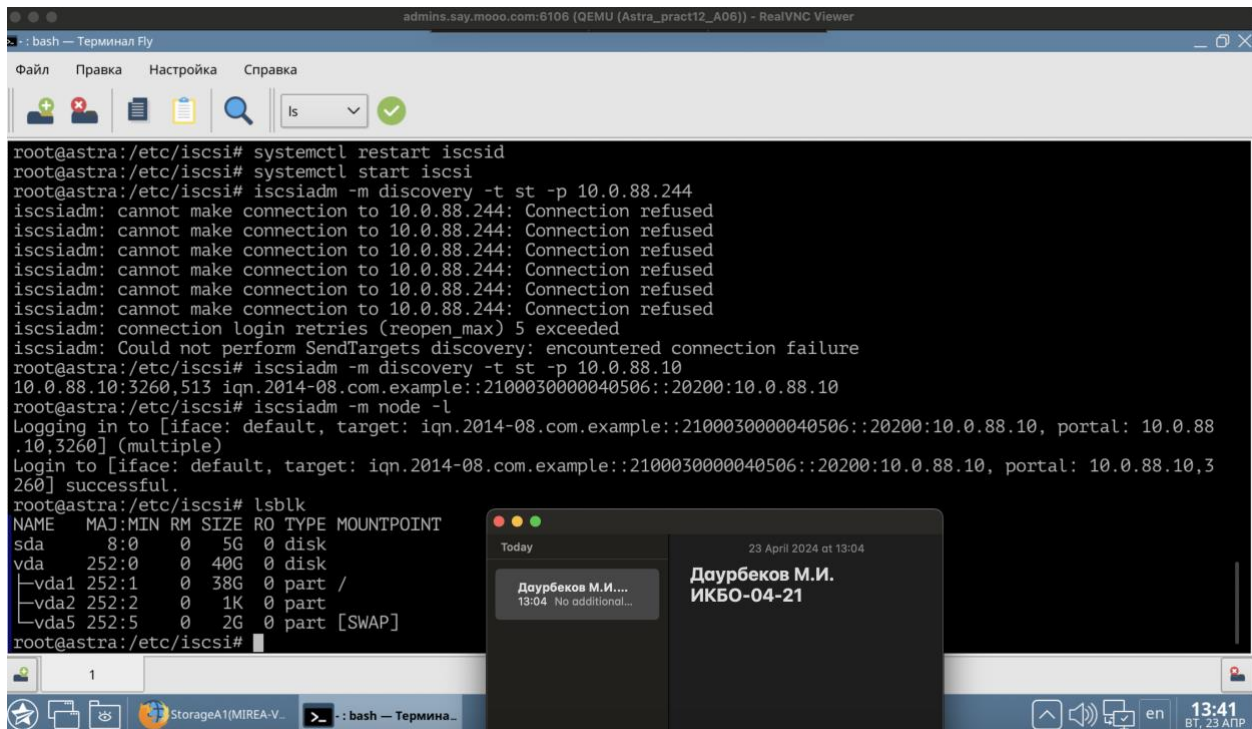 admins.say.mooo.com:6106 (QEMU (Astra_pract12_A06)) - RealVNC Viewer
- : bash — Терминал Fly
Файл Правка Настройка Справка
ls
root@astra:/etc/iscsi# systemctl restart iscsid
root@astra:/etc/iscsi# systemctl start iscsi
root@astra:/etc/iscsi# iscsiadm -m discovery -t st -p 10.0.88.244
iscsiadm: cannot make connection to 10.0.88.244: Connection refused
iscsiadm: cannot make connection to 10.0.88.244: Connection refused
iscsiadm: cannot make connection to 10.0.88.244: Connection refused
iscsiadm: cannot make connection to 10.0.88.244: Connection refused
iscsiadm: cannot make connection to 10.0.88.244: Connection refused
iscsiadm: cannot make connection to 10.0.88.244: Connection refused
iscsiadm: connection login retries (reopen_max) 5 exceeded
iscsiadm: Could not perform SendTargets discovery: encountered connection failure
root@astra:/etc/iscsi# iscsiadm -m discovery -t st -p 10.0.88.10
10.0.88.10:3260,513 iqn.2014-08.com.example::2100030000040506::20200:10.0.88.10
root@astra:/etc/iscsi# iscsiadm -m node -l
Logging in to [iface: default, target: iqn.2014-08.com.example::2100030000040506::20200:10.0.88.10, portal: 10.0.88
.10,3260] (multiple)
Login to [iface: default, target: iqn.2014-08.com.example::2100030000040506::20200:10.0.88.10, portal: 10.0.88.10,3
260] successful.
root@astra:/etc/iscsi# lsblk
NAME MAJ:MIN RM SIZE RO TYPE MOUNTPOINT
sda 8:0 0 5G 0 disk
vda 252:0 0 40G 0 disk
├─vda1 252:1 0 38G 0 part /
├─vda2 252:2 0 1K 0 part
└─vda5 252:5 0 2G 0 part [SWAP]
root@astra:/etc/iscsi#
Today
Даурбеков М.И....
13:04 No additional...
23 April 2024 at 13:04
Даурбеков М.И.
ИКБО-04-21
1
StorageA1(MIREA-V...
- : bash — Термина...
en
13:41
ВТ, 23 АПР